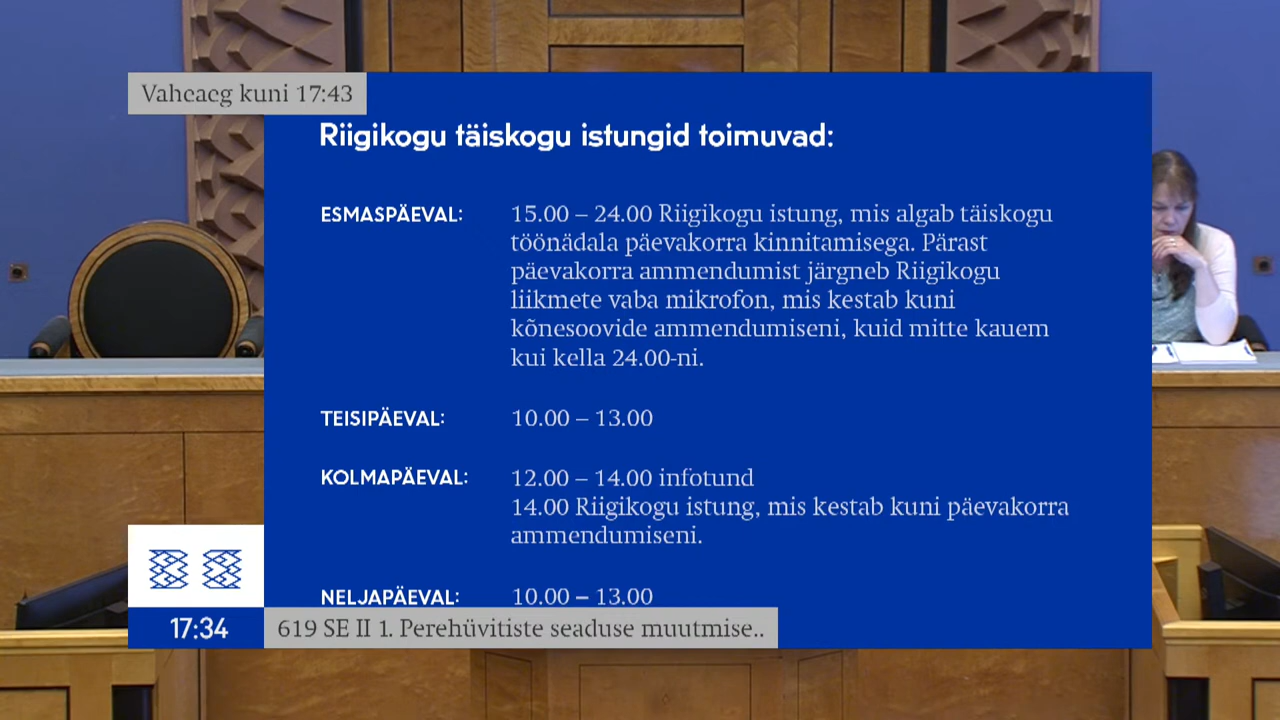 Vaheaeg kuni 17:43
Riigikogu täiskogu istungid toimuvad:
ESMASPÄEVAL: 15.00 – 24.00 Riigikogu istung, mis algab täiskogu
töönädala päevakorra kinnitamisega. Pärast
päevakorra ammendumist järgneb Riigikogu
liikmete vaba mikrofon, mis kestab kuni
kõnesoovide ammendumiseni, kuid mitte kauem
kui kella 24.00-ni.
TEISIPÄEVAL: 10.00 – 13.00
KOLMAPÄEVAL: 12.00 – 14.00 infotund
14.00 Riigikogu istung, mis kestab kuni päevakorra
ammendumiseni.
NELJAPÄEVAL: 10.00 – 13.00
17:34 619 SE II 1. Perehüvitiste seaduse muutmise..